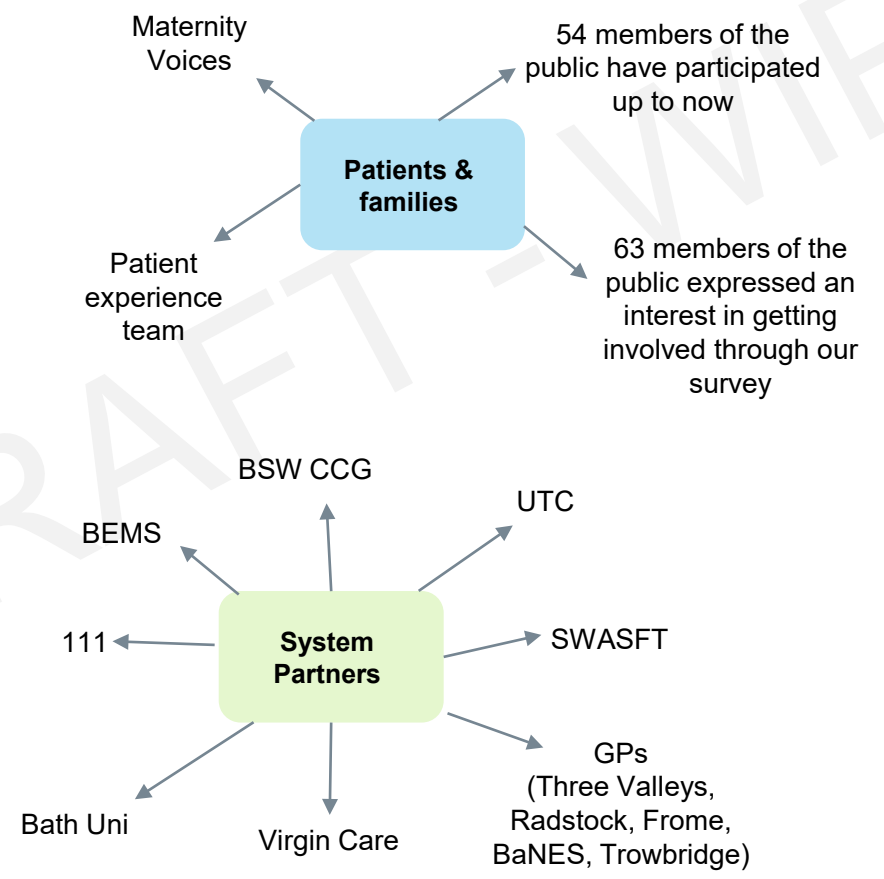 Maternity
Voices
54 members of the
public have participated
up to now
Patients &
families
Patient
experience
team
63 members of the
public expressed an
interest in getting
involved through our
survey
BSW CCG
UTC
BEMS
111
System
Partners
SWASFT
GPs
(Three Valleys,
Radstock, Frome,
BaNES, Trowbridge)
Bath Uni
Virgin Care
RAFT - WIP